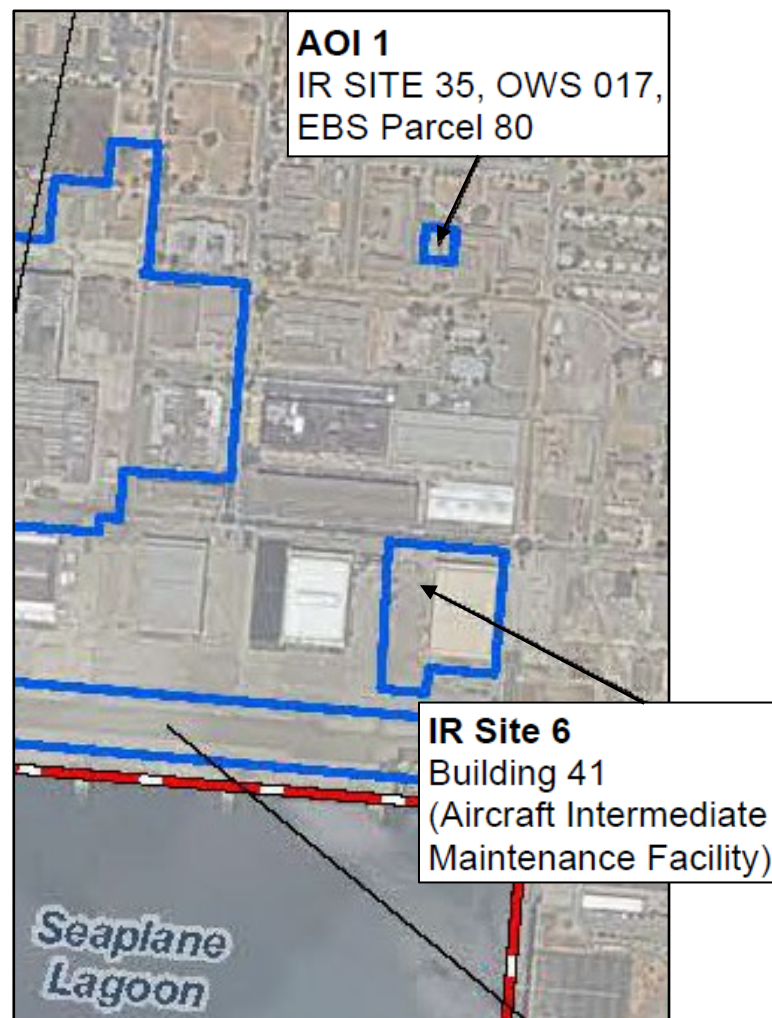 AOI 1
IR SITE 35, OWS 017,
EBS Parcel 80
IR Site 6
Building 41
(Aircraft Intermediate
Maintenance Facility)
Seaplane
Lagoon